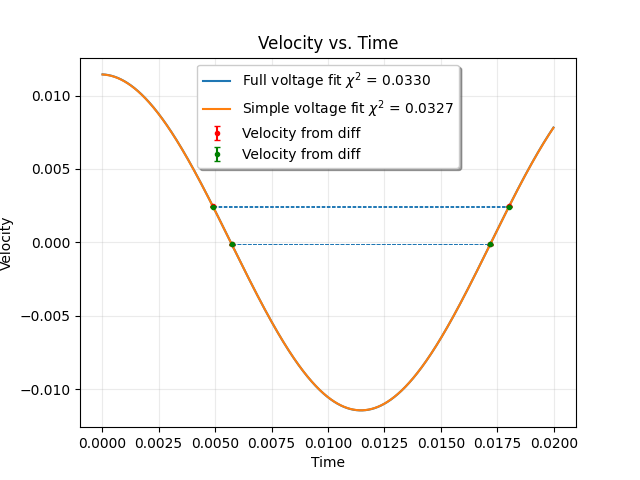 Velocity vs. Time
Full voltage fit χ² = 0.0330
Simple voltage fit χ² = 0.0327
Velocity from diff
Velocity from diff
0.010
0.005
0.000
−0.005
−0.010
Velocity
0.0000 0.0025 0.0050 0.0075 0.0100 0.0125 0.0150 0.0175 0.0200
Time